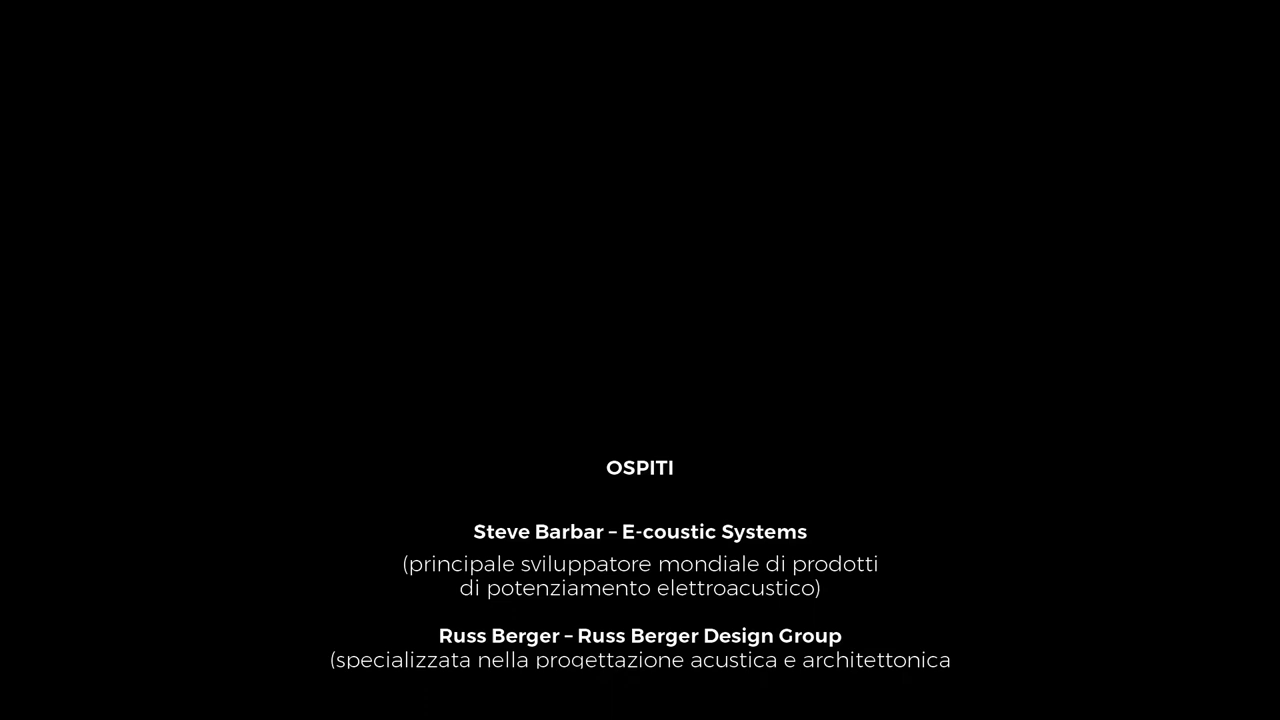 OSPITI
Steve Barbar – E-coustic Systems
(principale sviluppatore mondiale di prodotti
di potenziamento elettroacustico)
Russ Berger – Russ Berger Design Group
(specializzata nella progettazione acustica e architettonica